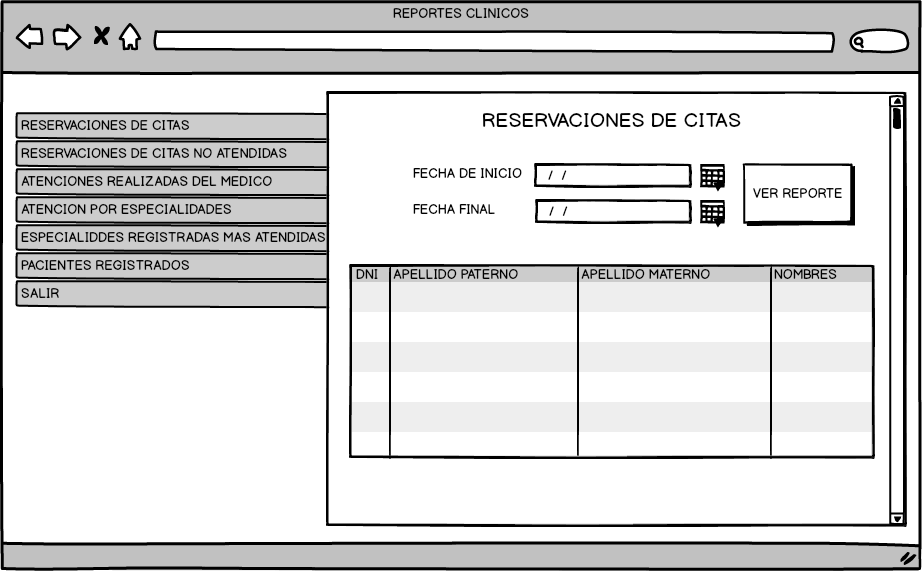 REPORTES CLINICOS
RESERVACIONES DE CITAS
RESERVACIONES DE CITAS NO ATENDIDAS
ATENCIONES REALIZADAS DEL MEDICO
ATENCION POR ESPECIALIDADES
ESPECIALIDDES REGISTRADAS MAS ATENDIDAS
PACIENTES REGISTRADOS
SALIR
RESERVACIONES DE CITAS
FECHA DE INICIO / /
FECHA FINAL / /
VER REPORTE
DNI APELLIDO PATERNO APELLIDO MATERNO NOMBRES